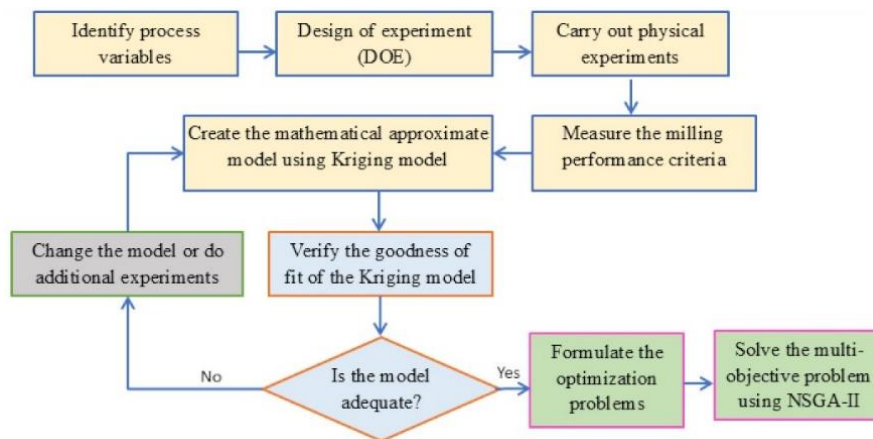 Identify process
variables
Design of experiment
(DOE)
Carry out physical
experiments
Create the mathematical approximate
model using Kriging model
Measure the milling
performance criteria
Change the model or do
additional experiments
Verify the goodness of
fit of the Kriging model
No
Is the model
adequate?
Yes
Formulate the
optimization
problems
Solve the multi-
objective problem
using NSGA-II